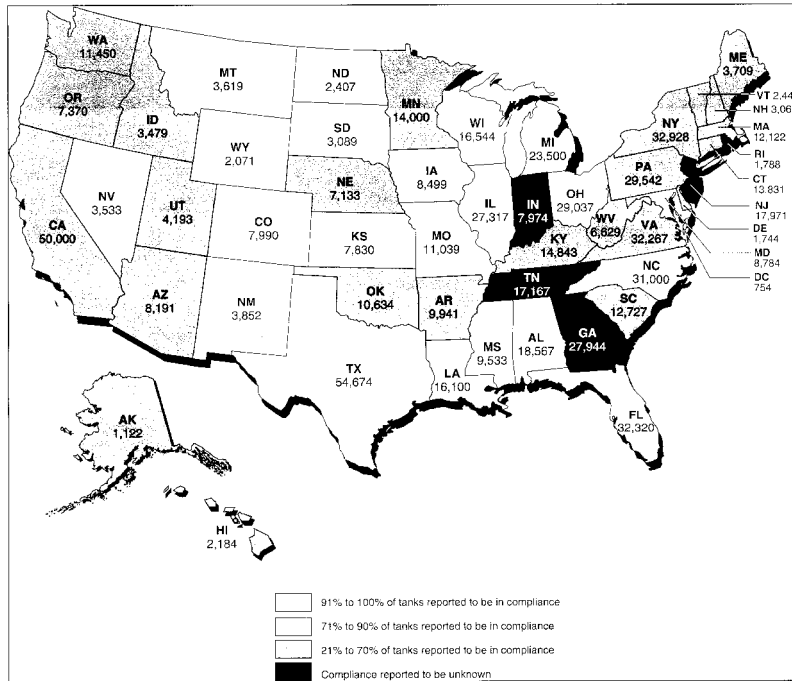 WA
11,450
MT
3,619
ND
2,407
MN
14,000
ME
3,709
OR
7,370
ID
3,479
WY
2,071
SD
3,089
WI
16,544
MI
23,500
NY
32,928
VT 2,44
NH 3,06
MA
12,122
RI
1,788
CT
13,831
NJ
17,971
DE
1,744
MD
8,784
DC
754
NV
3,533
UT
4,193
CA
50,000
CO
7,990
NE
7,133
IA
8,499
KS
7,830
MO
11,039
IL
27,317
IN
7,974
OH
29,037
PA
29,542
WV
6,629
VA
32,267
KY
14,843
TN
17,167
NC
31,000
SC
12,727
AZ
8,191
NM
3,852
OK
10,634
AR
9,941
TX
54,674
LA
16,100
MS
9,533
AL
18,567
GA
27,944
FL
32,320
AK
1,122
HI
2,184
91% to 100% of tanks reported to be in compliance
71% to 90% of tanks reported to be in compliance
21% to 70% of tanks reported to be in compliance
Compliance reported to be unknown